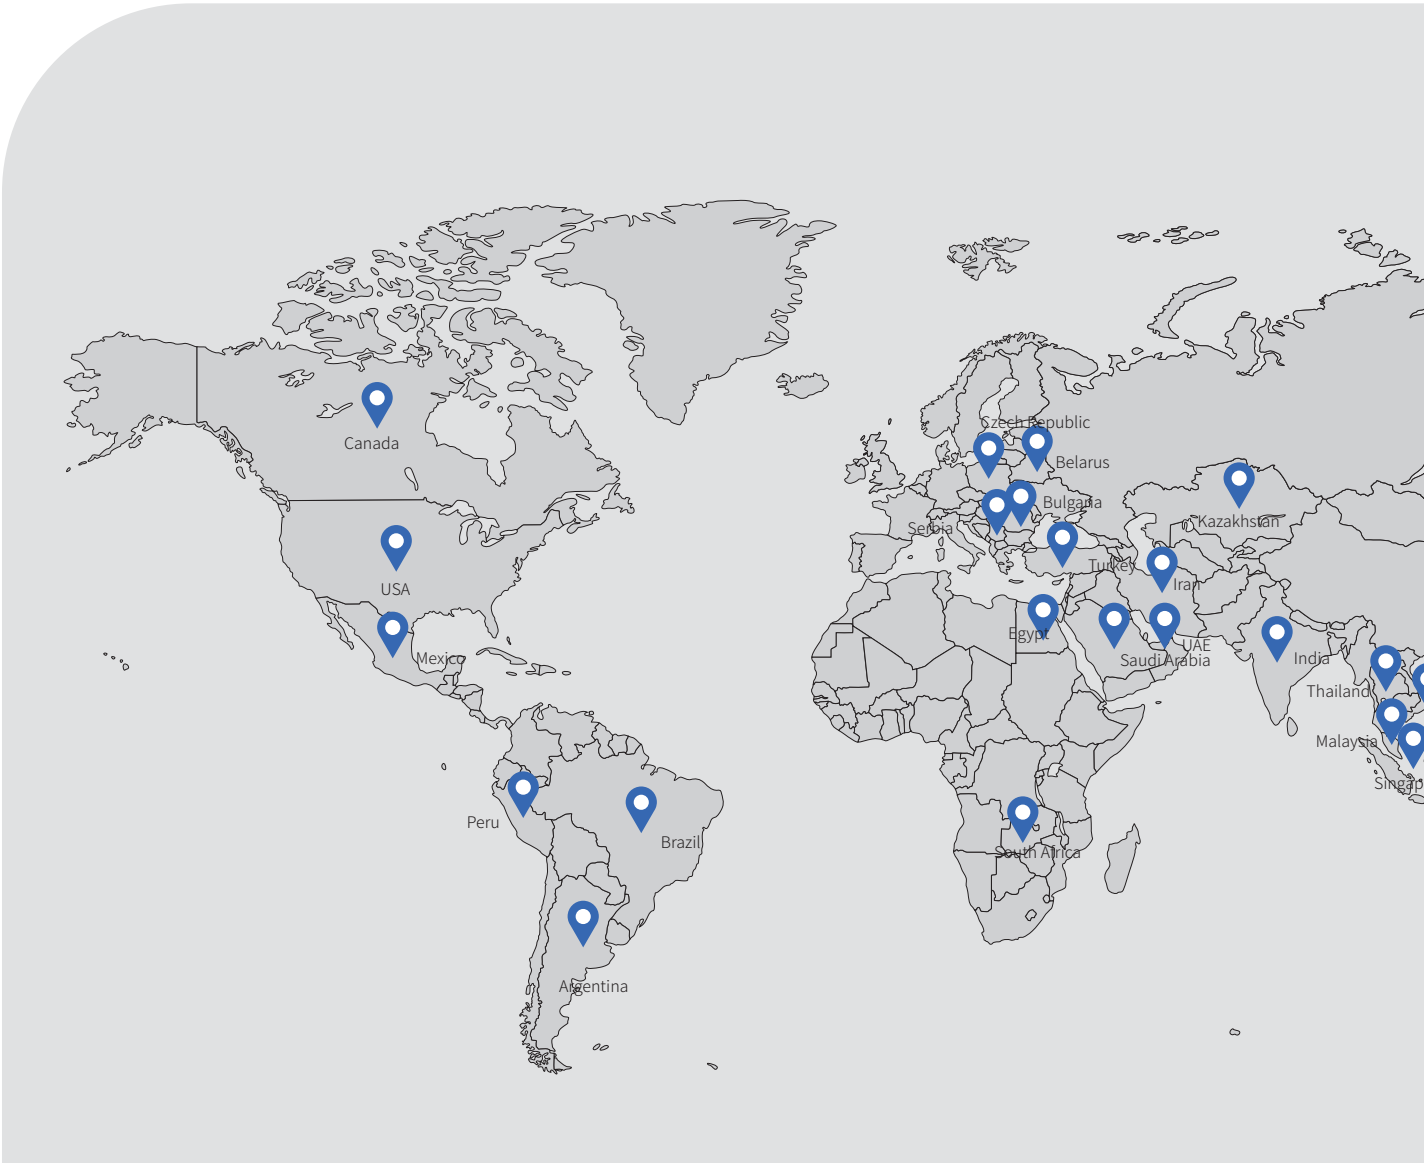 Czech Republic
Canada
Belarus
Bulgaria
Kazakhstan
Serbia
Turkey
Iran
USA
Egypt
UAE
Mexico
Saudi Arabia
India
Thailand
Malaysia
Singap
Peru
Brazil
South Africa
Argentina